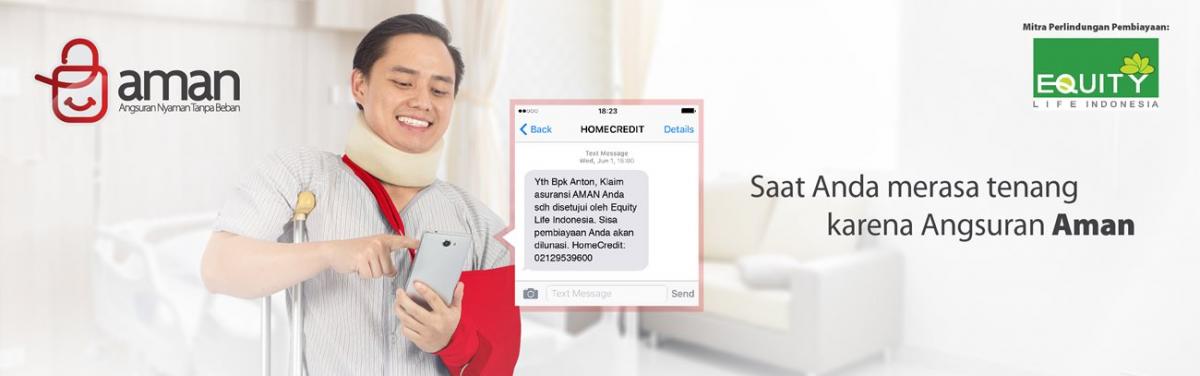 aman
Angsuran Nyaman Tanpa Beban
Mitra Perlindungan Pembiayaan:
EQUITY
LIFE INDONESIA
18:23
Back
HOMECREDIT
Details
Text Message
Wed, Jun 1, 18:00
Yth Bpk Anton, Klaim
asuransi AMAN Anda
sdh disetujui oleh Equity
Life Indonesia. Sisa
pembiayaan Anda akan
dilunasi. HomeCredit:
02129539600
Text Message
Send
Saat Anda merasa tenang
karena Angsuran Aman